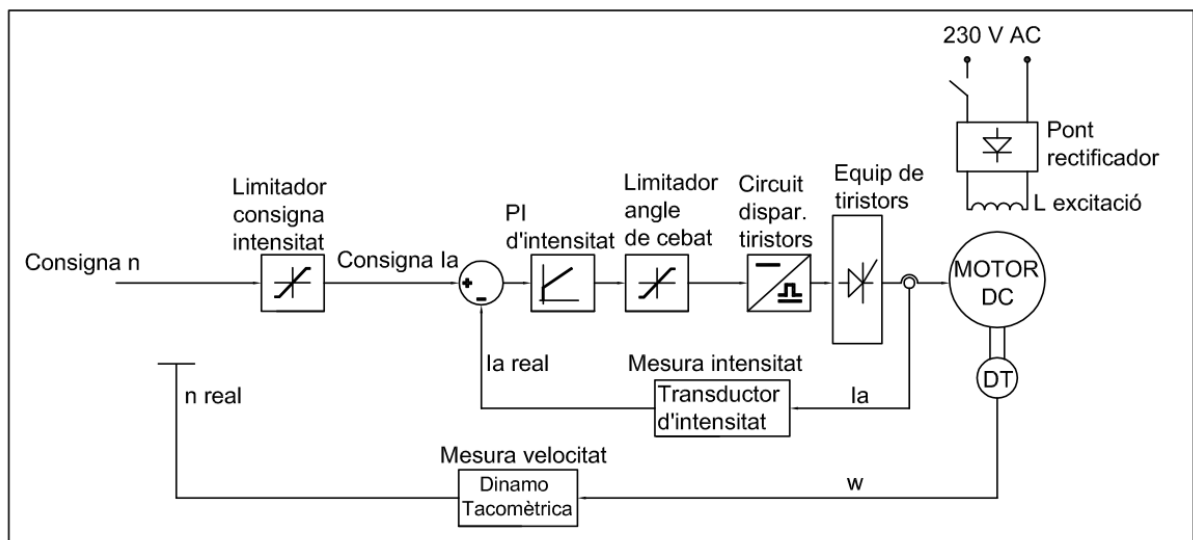 230 V AC
Pont
rectificador
L excitació
Equip de
tiristors
Circuit
dispar.
tiristors
Limitador
angle
de cebat
PI
d'intensitat
Limitador
consigna
intensitat
Consigna n
Consigna Ia
+
-
MOTOR
DC
DT
Ia real
Mesura intensitat
Transductor
d'intensitat
Ia
n real
Mesura velocitat
Dinamo
Tacomètrica
w